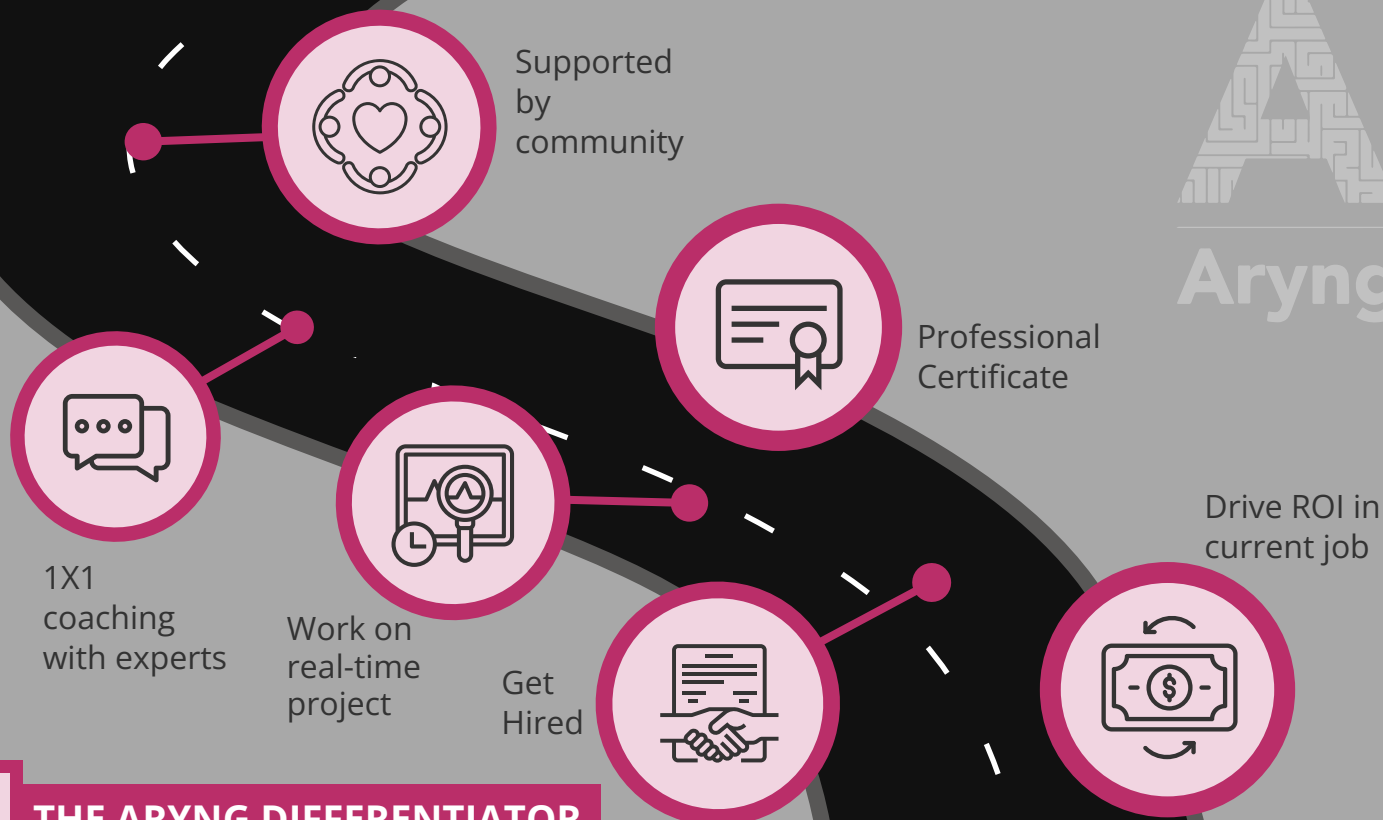 Supported
by
community
Aryng
Professional
Certificate
Drive ROI in
current job
1X1
coaching
with experts
Work on
real-time
project
Get
Hired
THE ARYNG DIFFERENTIATOR